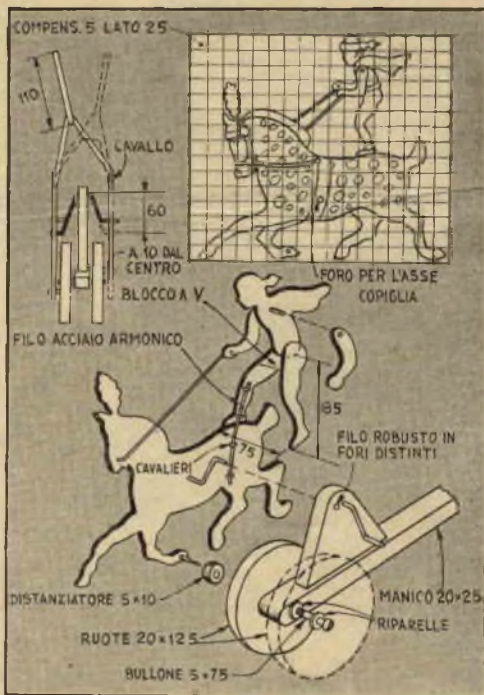 COMPENS. 5 LATO 25
110
CAVALLO
60
A 10 DAL
CENTRO
FORO PER L'ASSE
COPIGLIA
BLOCCO A V
FILO ACCIAIO ARMONICO
185
FILO ROBUSTO IN
FORI DISTINTI
75
CAVALIERI
DISTANZIATORE 5×10
MANICO 20×25
RUOTE 20×125
RIPARELLE
BULLONE 5×75